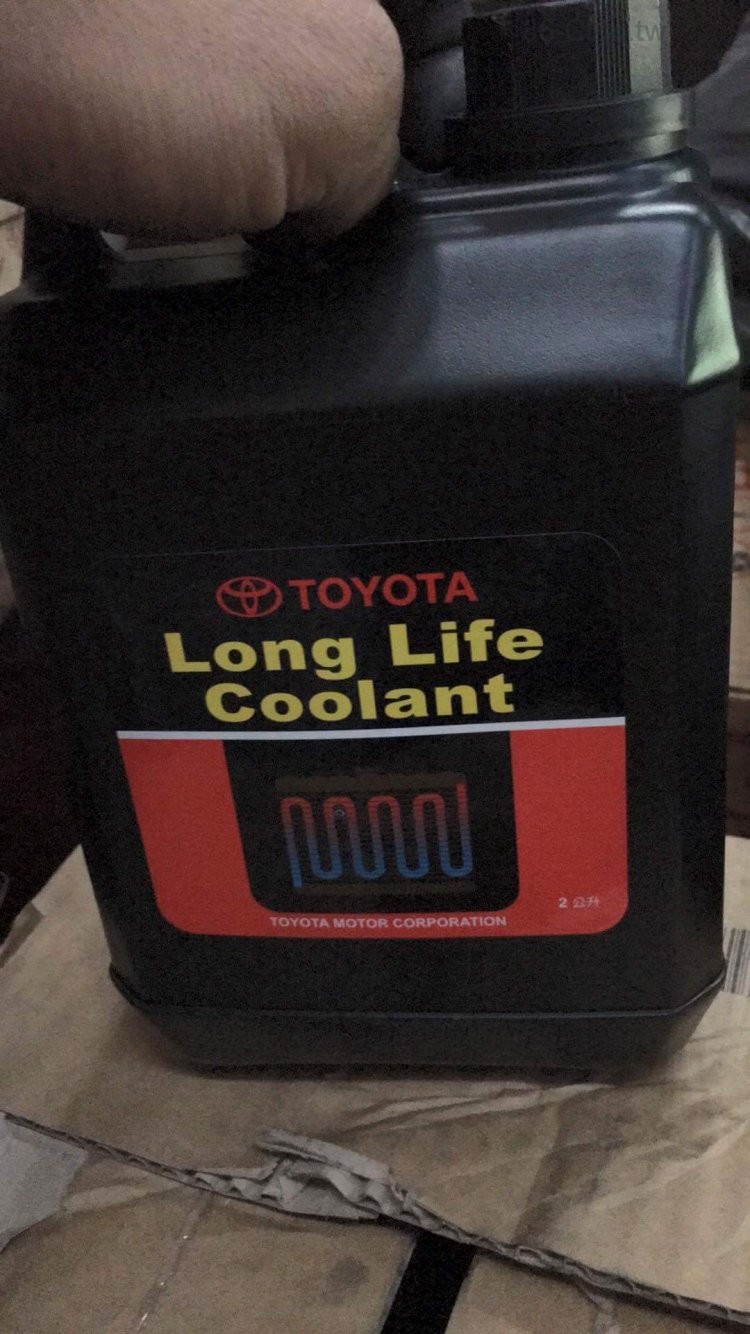 TOYOTA
Long Life
Coolant
2 公升
TOYOTA MOTOR CORPORATION